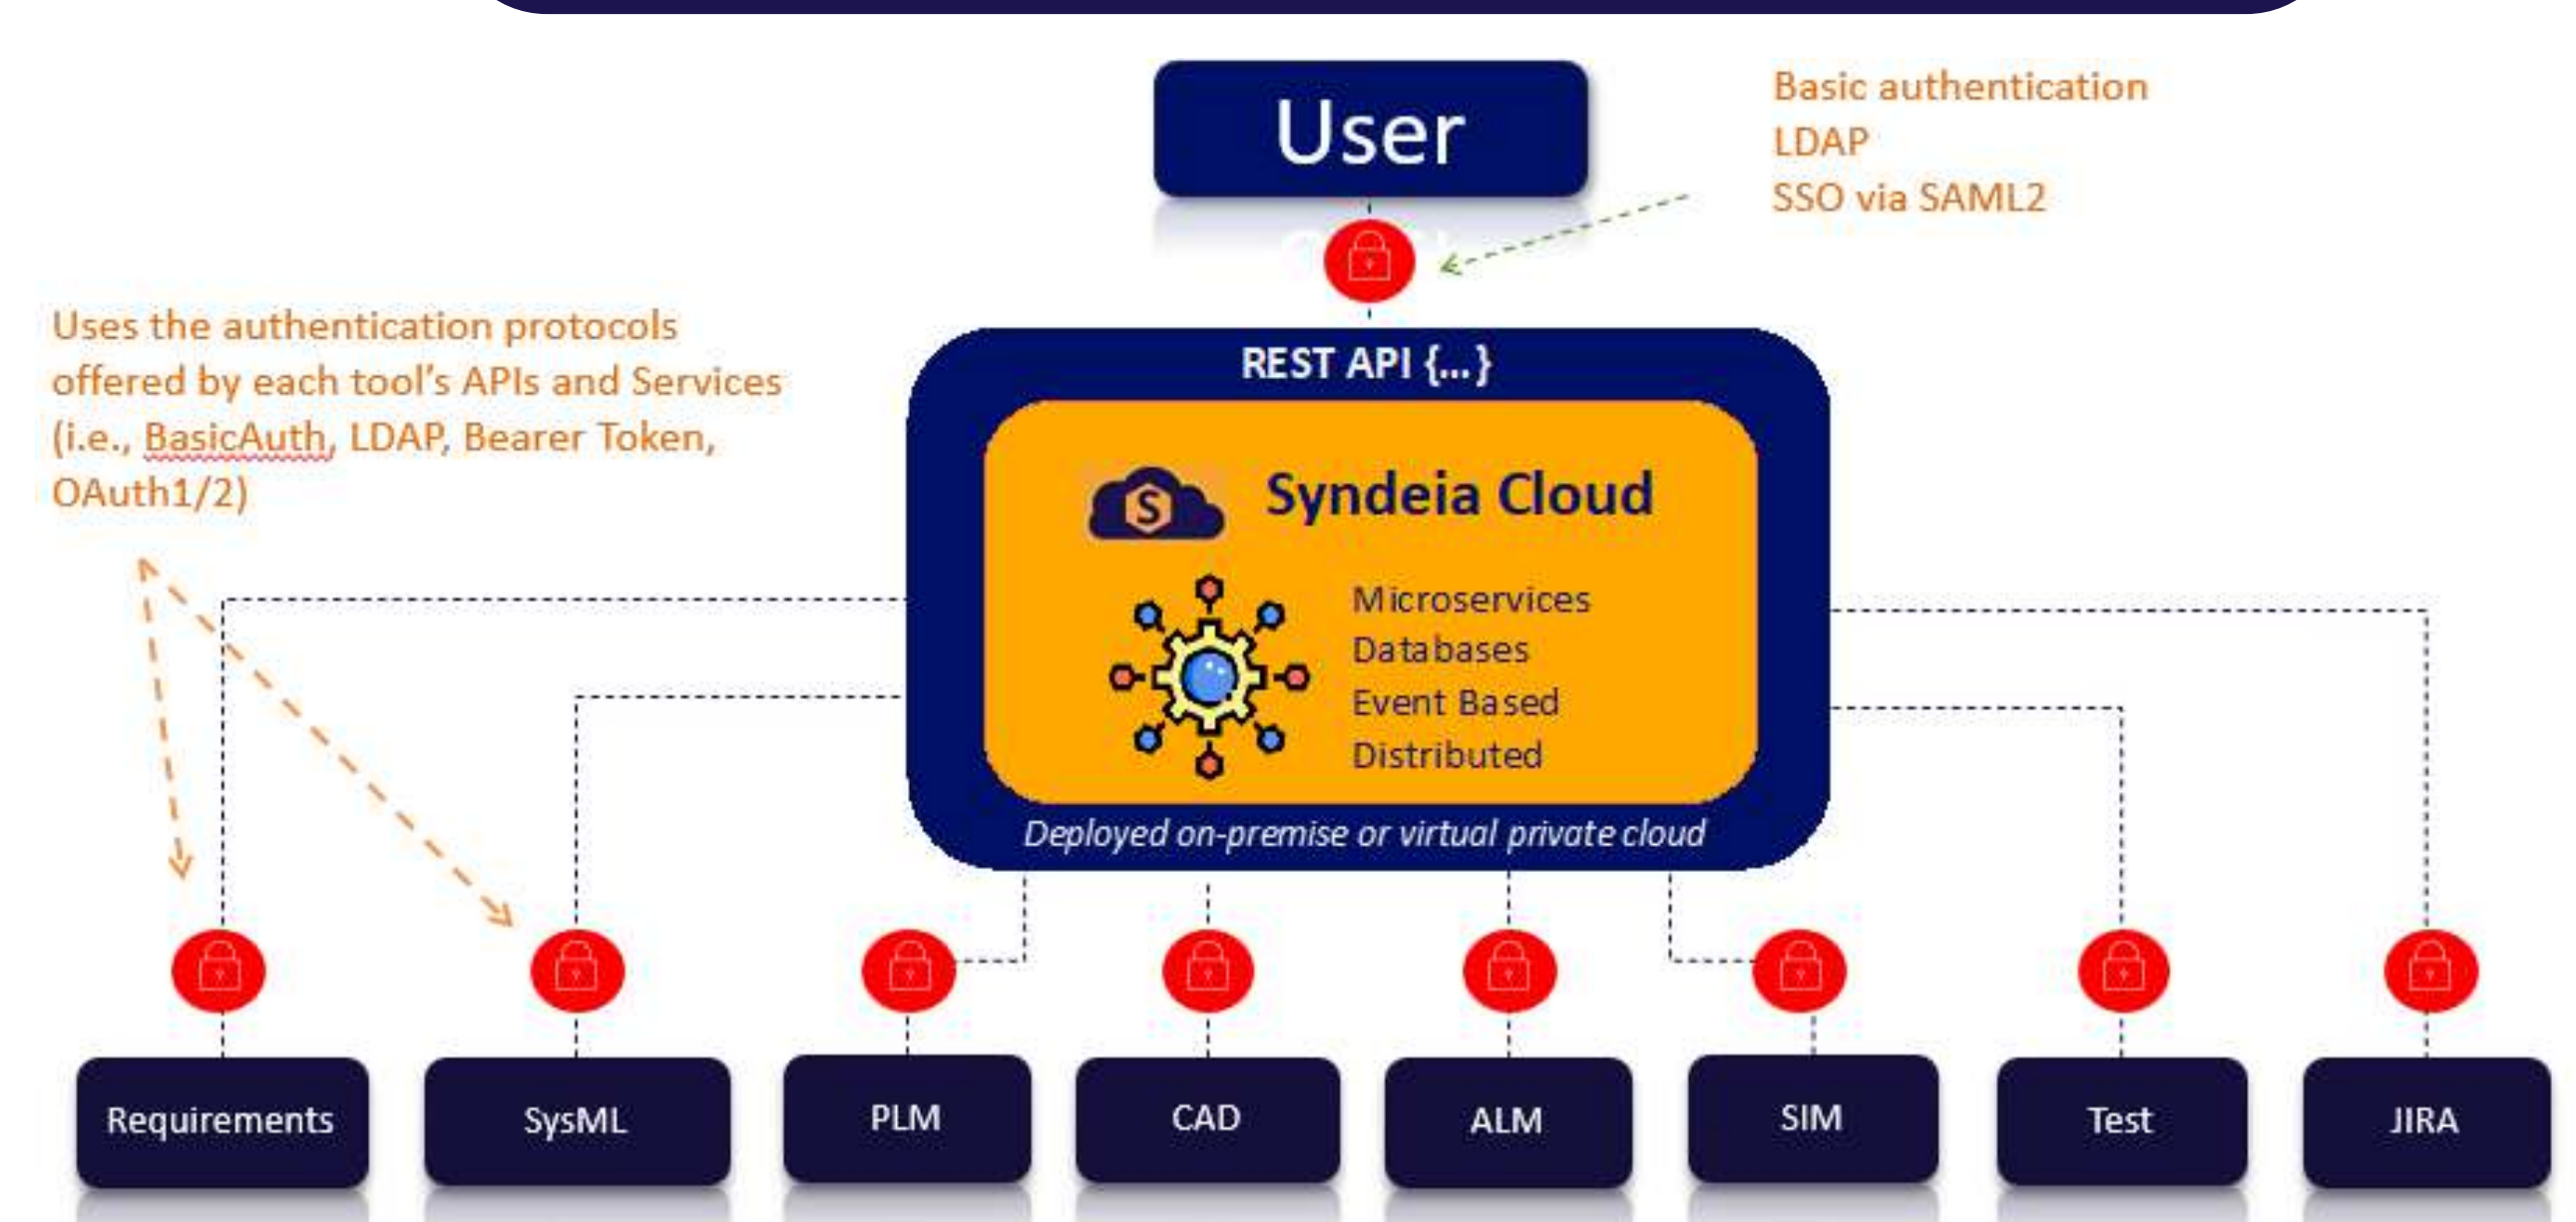 User
Basic authentication
LDAP
SSO via SAML2
Uses the authentication protocols
offered by each tool's APIs and Services
(i.e., BasicAuth, LDAP, Bearer Token,
OAuth1/2)
REST API {...}
S
Syndeia Cloud
Microservices
Databases
Event Based
Distributed
Deployed on-premise or virtual private cloud
Requirements
SysML
PLM
CAD
ALM
SIM
Test
JIRA